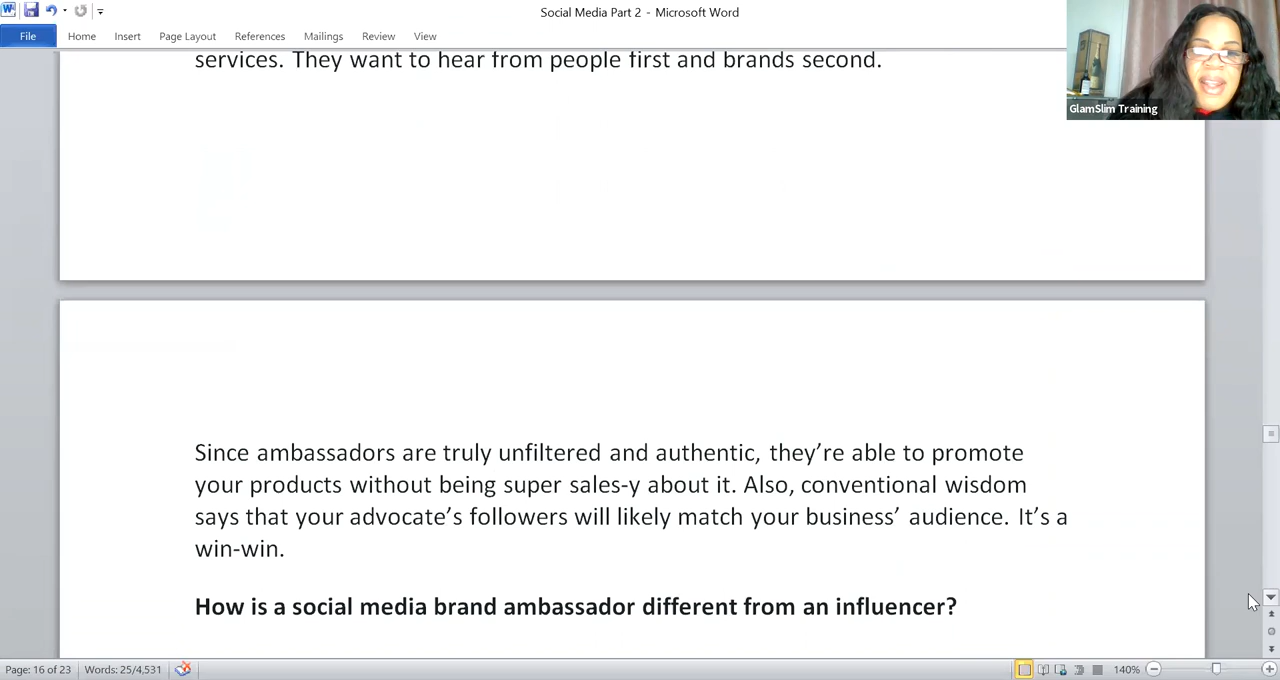 Social Media Part 2 - Microsoft Word
File Home Insert Page Layout References Mailings Review View
GlamSlim Training
services. They want to hear from people first and brands second.
Since ambassadors are truly unfiltered and authentic, they’re able to promote
your products without being super sales-y about it. Also, conventional wisdom
says that your advocate’s followers will likely match your business’ audience. It’s a
win-win.
How is a social media brand ambassador different from an influencer?
Page: 16 of 23 Words: 25/4,531 140%